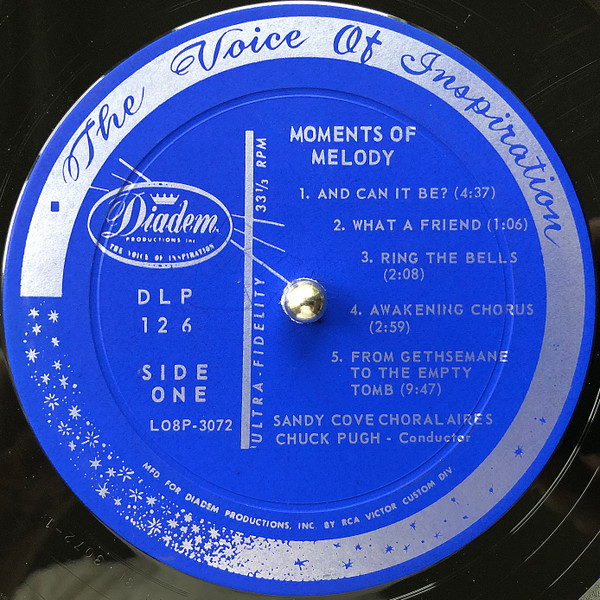 The Voice Of Inspiration
MOMENTS OF
MELODY
1. AND CAN IT BE? (4:37)
2. WHAT A FRIEND (1:06)
3. RING THE BELLS
(2:08)
4. AWAKENING CHORUS
(2:59)
5. FROM GETHSEMANE
TO THE EMPTY
TOMB (9:47)
SANDY COVE CHORALAIRES
CHUCK PUGH - Conductor
ULTRA-FIDELITY 33 1/3 RPM
Diadem
PRODUCTIONS INC
THE VOICE OF INSPIRATION
DLP
126
SIDE
ONE
LO8P-3072
MFD FOR DIADEM PRODUCTIONS, INC. BY RCA VICTOR CUSTOM DIV.